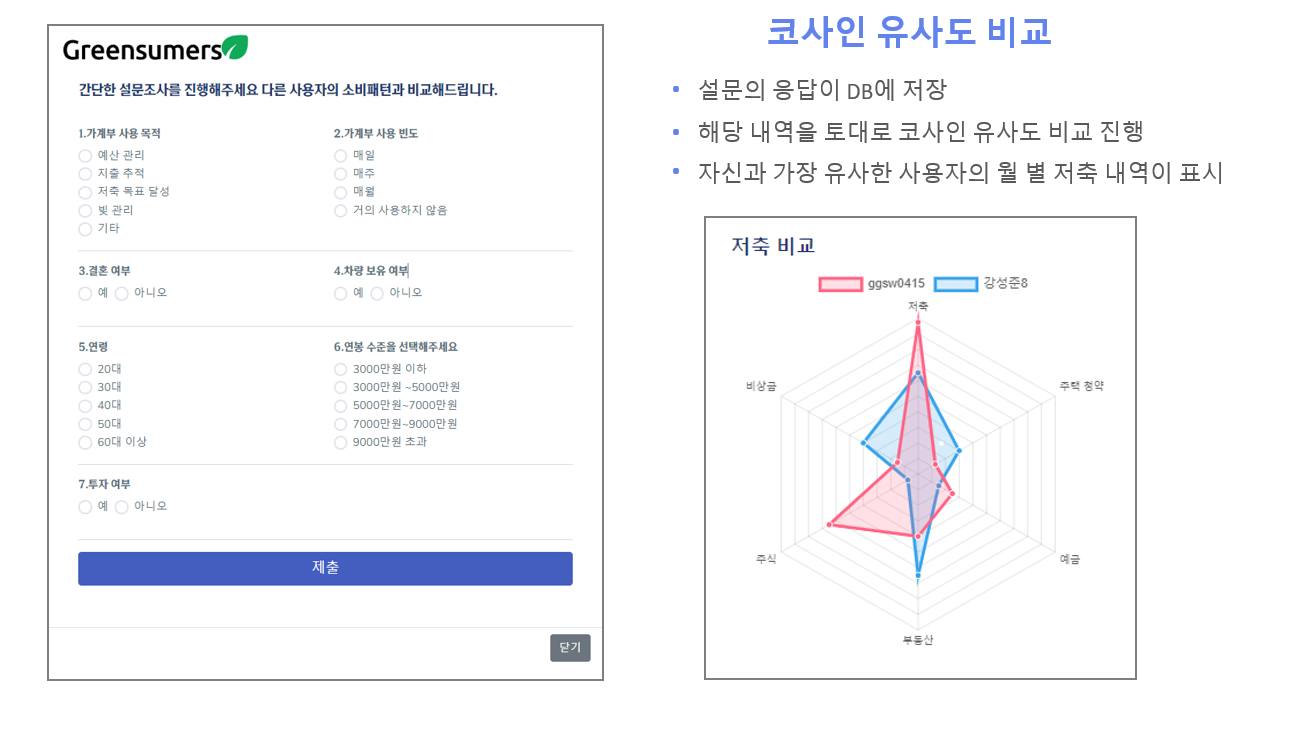 Greensumers
간단한 설문조사를 진행해주세요 다른 사용자의 소비패턴과 비교해드립니다.
1.가계부 사용 목적
예산 관리
지출 추적
저축 목표 달성
빚 관리
기타
2.가계부 사용 빈도
매일
매주
매월
거의 사용하지 않음
3.결혼 여부
예 아니오
4.차량 보유 여부
예 아니오
5.연령
20대
30대
40대
50대
60대 이상
6.연봉 수준을 선택해주세요
3000만원 이하
3000만원 ~5000만원
5000만원~7000만원
7000만원~9000만원
9000만원 초과
7.투자 여부
예 아니오
제출
닫기
코사인 유사도 비교
• 설문의 응답이 DB에 저장
• 해당 내역을 토대로 코사인 유사도 비교 진행
• 자신과 가장 유사한 사용자의 월 별 저축 내역이 표시
저축 비교
ggsw0415 강성준8
저축
비상금 주택 청약
주식 예금
부동산